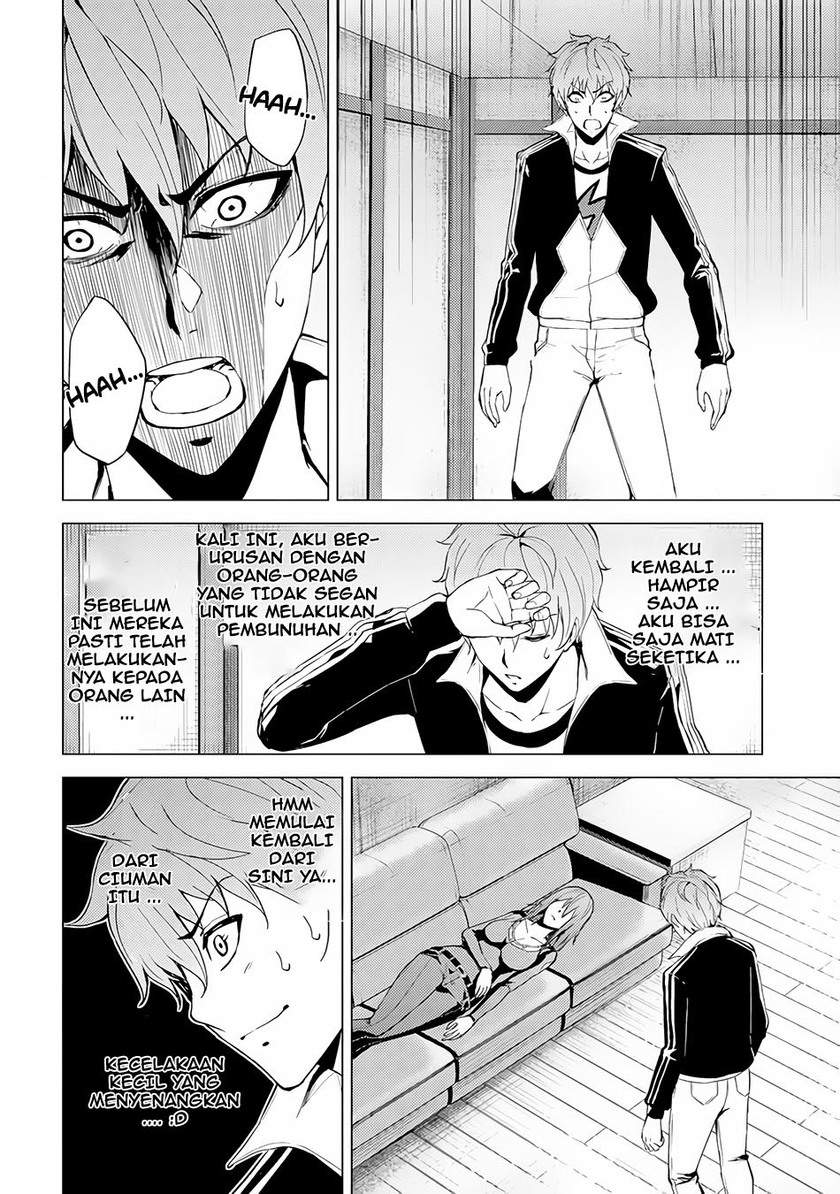 HAAH...
HAAH...
AKU
KEMBALI ...
HAMPIR
SAJA ...
AKU BISA
SAJA MATI
SEKETIKA ...
KALI INI, AKU BER-
URUSAN DENGAN
ORANG-ORANG
YANG TIDAK SEGAN
UNTUK MELAKUKAN
PEMBUNUHAN ..
SEBELUM
INI MEREKA
PASTI TELAH
MELAKUKAN-
NYA KEPADA
ORANG LAIN
...
HMM
MEMULAI
KEMBALI
DARI
SINI YA...
DARI
CIUMAN
ITU ...
KECELAKAAN
KECIL YANG
MENYENANGKAN
.... ;D